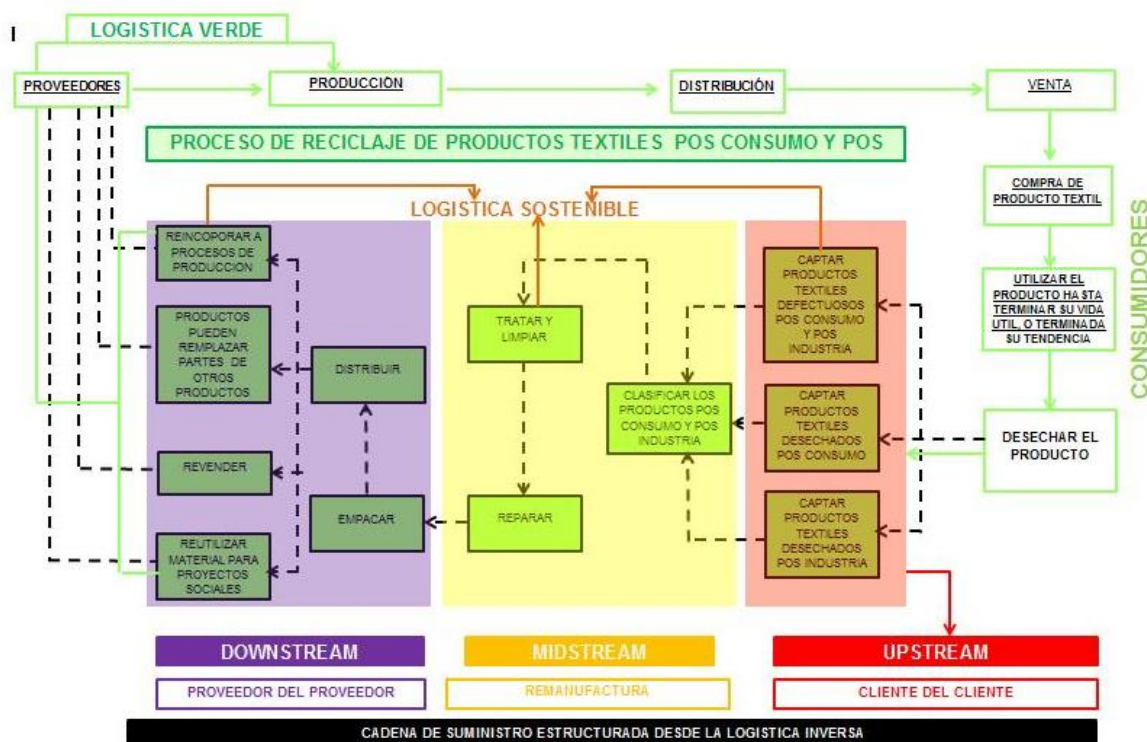 I
LOGISTICA VERDE
PROVEEDORES
PRODUCCIÓN
DISTRIBUCIÓN
VENTA
PROCESO DE RECICLAJE DE PRODUCTOS TEXTILES POS CONSUMO Y POS
LOGISTICA SOSTENIBLE
COMPRA DE
PRODUCTO TEXTIL
UTILIZAR EL
PRODUCTO HASTA
TERMINAR SU VIDA
UTIL, O TERMINADA
SU TENDENCIA
DESECHAR EL
PRODUCTO
CONSUMIDORES
REINCOPORAR A
PROCESOS DE
PRODUCCION
PRODUCTOS
PUEDEN
REMPLAZAR
PARTES DE
OTROS
PRODUCTOS
REVENDER
REUTILIZAR
MATERIAL PARA
PROYECTOS
SOCIALES
DISTRIBUIR
EMPACAR
TRATAR Y
LIMPIAR
REPARAR
CLASIFICAR LOS
PRODUCTOS POS
CONSUMO Y POS
INDUSTRIA
CAPTAR
PRODUCTOS
TEXTILES
DEFECTUOSOS
POS CONSUMO
Y POS
INDUSTRIA
CAPTAR
PRODUCTOS
TEXTILES
DESECHADOS
POS CONSUMO
CAPTAR
PRODUCTOS
TEXTILES
DESECHADOS
POS INDUSTRIA
DOWNSTREAM
MIDSTREAM
UPSTREAM
PROVEEDOR DEL PROVEEDOR
REMANUFACTURA
CLIENTE DEL CLIENTE
CADENA DE SUMINISTRO ESTRUCTURADA DESDE LA LOGISTICA INVERSA